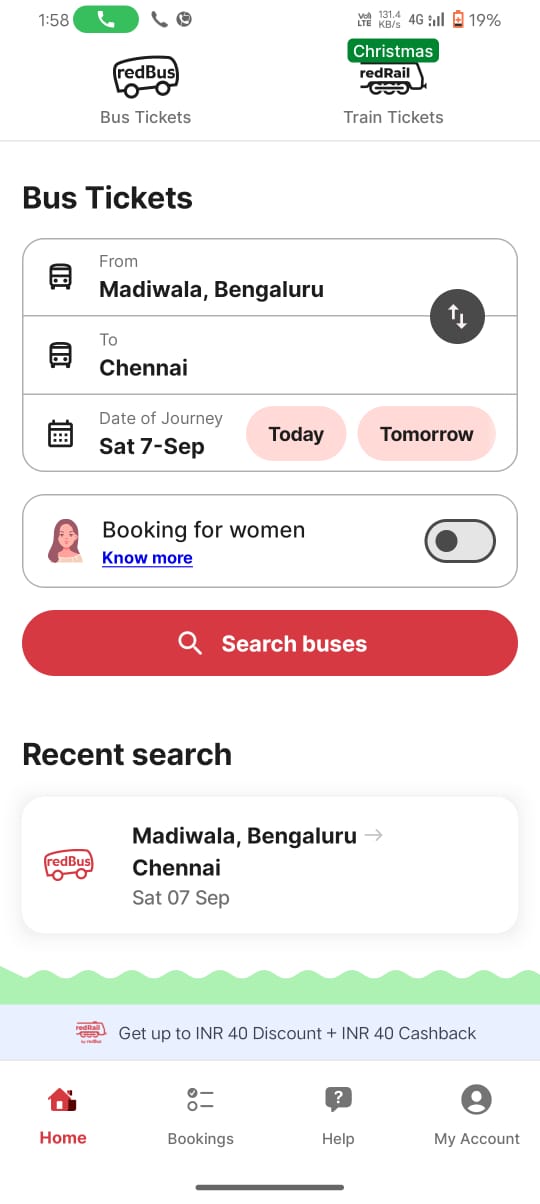 1:58
Vo) LTE 131.4 KB/s 4G 19%
Christmas
redBus
redRail
Bus Tickets
Train Tickets
Bus Tickets
From
Madiwala, Bengaluru
To
Chennai
Date of Journey
Sat 7-Sep
Today
Tomorrow
Booking for women
Know more
Search buses
Recent search
redBus
Madiwala, Bengaluru →
Chennai
Sat 07 Sep
redRail
by redBus
Get up to INR 40 Discount + INR 40 Cashback
?
Home
Bookings
Help
My Account